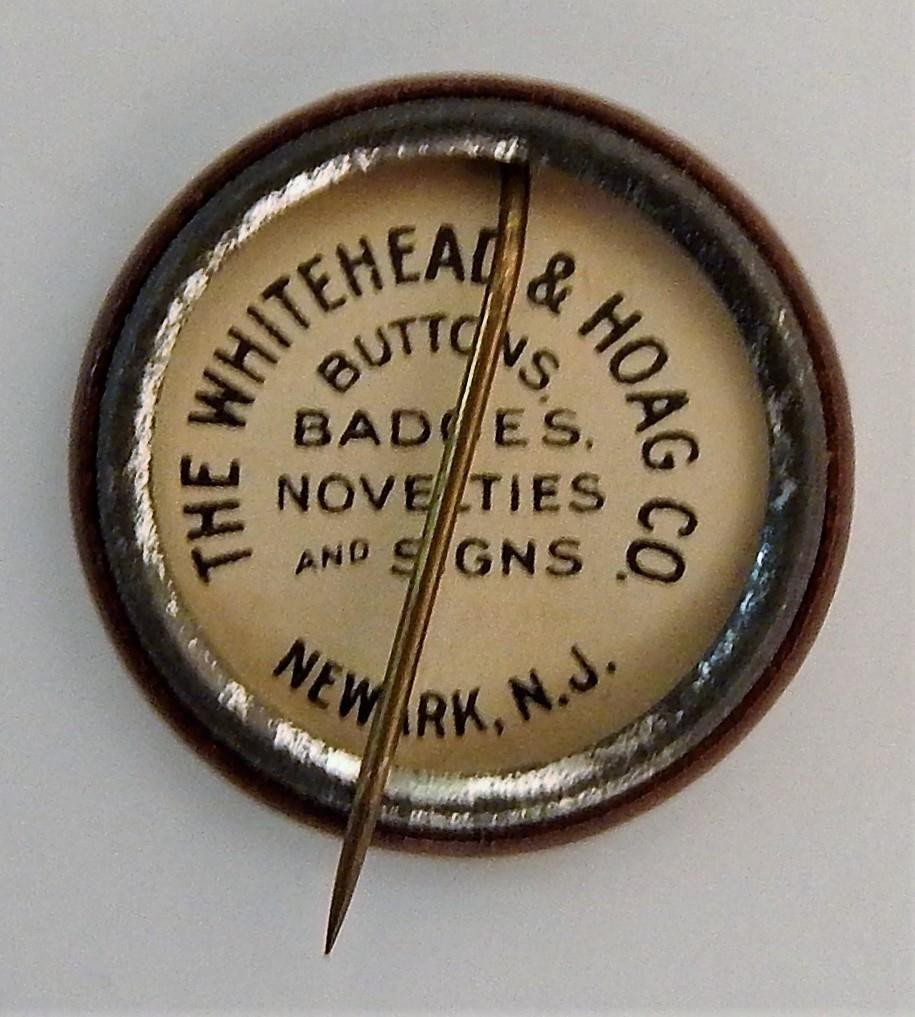 THE WHITEHEAD & HOAG CO.
BUTTONS,
BADGES,
NOVELTIES
AND SIGNS
NEWARK, N.J.